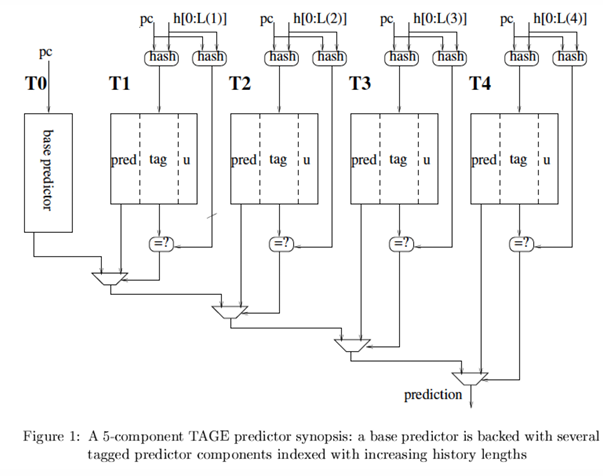 pc h[0:L(1)] pc h[0:L(2)] pc h[0:L(3)] pc h[0:L(4)]
pc hash hash hash hash hash hash hash hash
T0 T1 T2 T3 T4
base predictor
pred tag u pred tag u pred tag u pred tag u
=? =? =? =?
prediction
Figure 1: A 5-component TAGE predictor synopsis: a base predictor is backed with several
tagged predictor components indexed with increasing history lengths